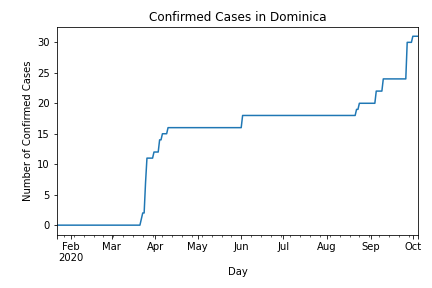 Confirmed Cases in Dominica
Number of Confirmed Cases
30
25
20
15
10
5
0
Feb Mar Apr May Jun Jul Aug Sep Oct
2020
Day